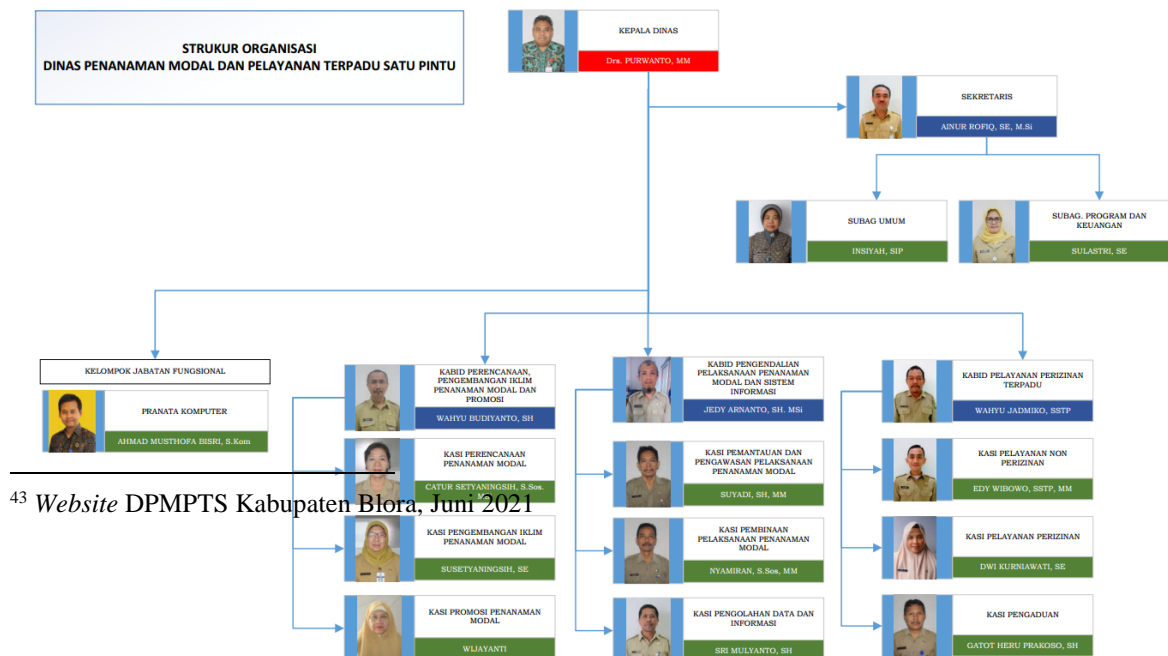 STRUKUR ORGANISASI
DINAS PENANAMAN MODAL DAN PELAYANAN TERPADU SATU PINTU
KEPALA DINAS
Drs. PURWANTO, MM
SEKRETARIS
AINUR ROFIQ, SE, M.Si
SUBAG UMUM
INSIYAH, SIP
SUBAG. PROGRAM DAN
KEUANGAN
SULASTRI, SE
KELOMPOK JABATAN FUNGSIONAL
PRANATA KOMPUTER
AHMAD MUSTHOFA BISRI, S.Kom
KABID PERENCANAAN,
PENGEMBANGAN IKLIM
PENANAMAN MODAL DAN
PROMOSI
WAHYU BUDIYANTO, SH
KASI PERENCANAAN
PENANAMAN MODAL
CATUR SETYANINGSIH, S.Sos.
KASI PENGEMBANGAN IKLIM
PENANAMAN MODAL
SUSETYANINGSIH, SE
KASI PROMOSI PENANAMAN
MODAL
WIJAYANTI
KABID PENGENDALIAN
PELAKSANAAN PENANAMAN
MODAL DAN SISTEM
INFORMASI
JEDY ARNANTO, SH. MSi
KASI PEMANTAUAN DAN
PENGAWASAN PELAKSANAAN
PENANAMAN MODAL
SUYADI, SH, MM
KASI PEMBINAAN
PELAKSANAAN PENANAMAN
MODAL
NYAMIRAN, S.Sos, MM
KASI PENGOLAHAN DATA DAN
INFORMASI
SRI MULYANTO, SH
KABID PELAYANAN PERIZINAN
TERPADU
WAHYU JADMIKO, SSTP
KASI PELAYANAN NON
PERIZINAN
EDY WIBOWO, SSTP, MM
KASI PELAYANAN PERIZINAN
DWI KURNIAWATI, SE
KASI PENGADUAN
GATOT HERU PRAKOSO, SH
43 Website DPMPTS Kabupaten Blora, Juni 2021